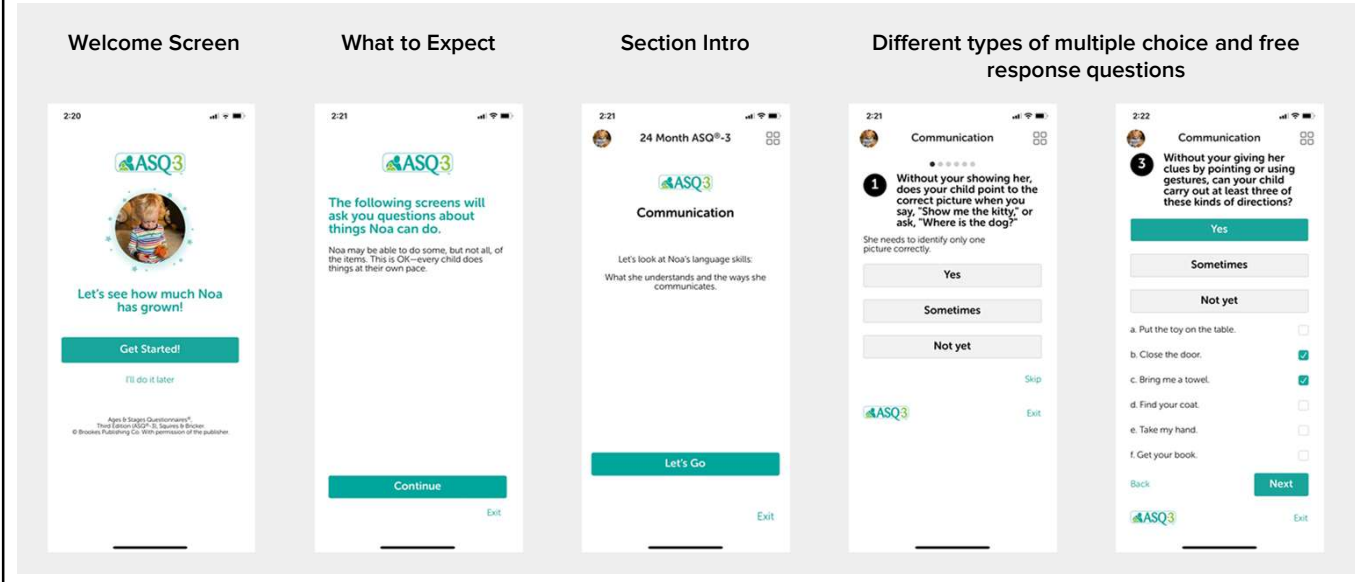 Welcome Screen
What to Expect
Section Intro
Different types of multiple choice and free
response questions
2:20
ASQ-3
Let's see how much Noa
has grown!
Get Started!
I'll do it later
Ages & Stages Questionnaires®,
Third Edition (ASQ®-3), Squires & Bricker.
© Brookes Publishing Co. With permission of the publisher.
2:21
ASQ-3
The following screens will
ask you questions about
things Noa can do.
Noa may be able to do some, but not all, of
the items. This is OK—every child does
things at their own pace.
Continue
Exit
2:21
24 Month ASQ®-3
ASQ-3
Communication
Let's look at Noa's language skills:
What she understands and the ways she
communicates.
Let's Go
Exit
2:21
Communication
1
Without your showing her,
does your child point to the
correct picture when you
say, "Show me the kitty," or
ask, "Where is the dog?"
She needs to identify only one
picture correctly.
Yes
Sometimes
Not yet
Skip
ASQ-3
Exit
2:22
Communication
3
Without your giving her
clues by pointing or using
gestures, can your child
carry out at least three of
these kinds of directions?
Yes
Sometimes
Not yet
a. Put the toy on the table.
b. Close the door.
c. Bring me a towel.
d. Find your coat.
e. Take my hand.
f. Get your book.
Back
Next
ASQ-3
Exit